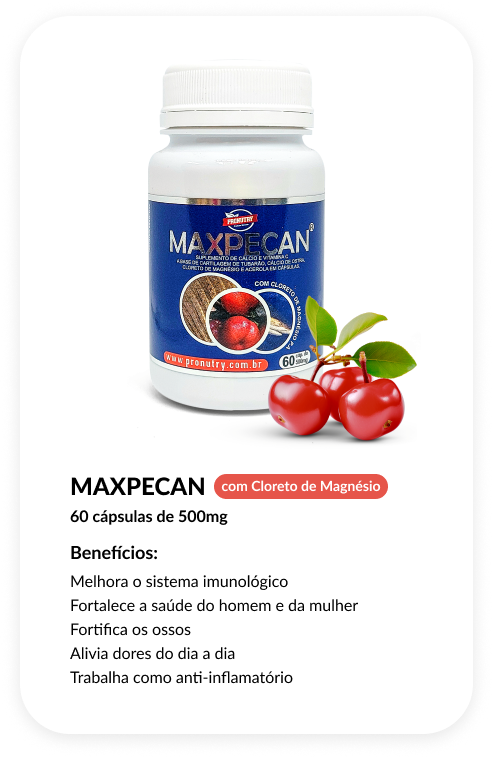 PRONUTRY
MAXPECAN®
SUPLEMENTO DE CÁLCIO E VITAMINA C
A BASE DE CARTILAGEM DE TUBARÃO, CÁLCIO DE OSTRA,
CLORETO DE MAGNÉSIO E ACEROLA EM CÁPSULAS.
COM CLORETO DE MAGNÉSIO P.A
www.pronutry.com.br
60 cáp. de
500mg
MAXPECAN com Cloreto de Magnésio
60 cápsulas de 500mg
Benefícios:
Melhora o sistema imunológico
Fortalece a saúde do homem e da mulher
Fortifica os ossos
Alivia dores do dia a dia
Trabalha como anti-inflamatório